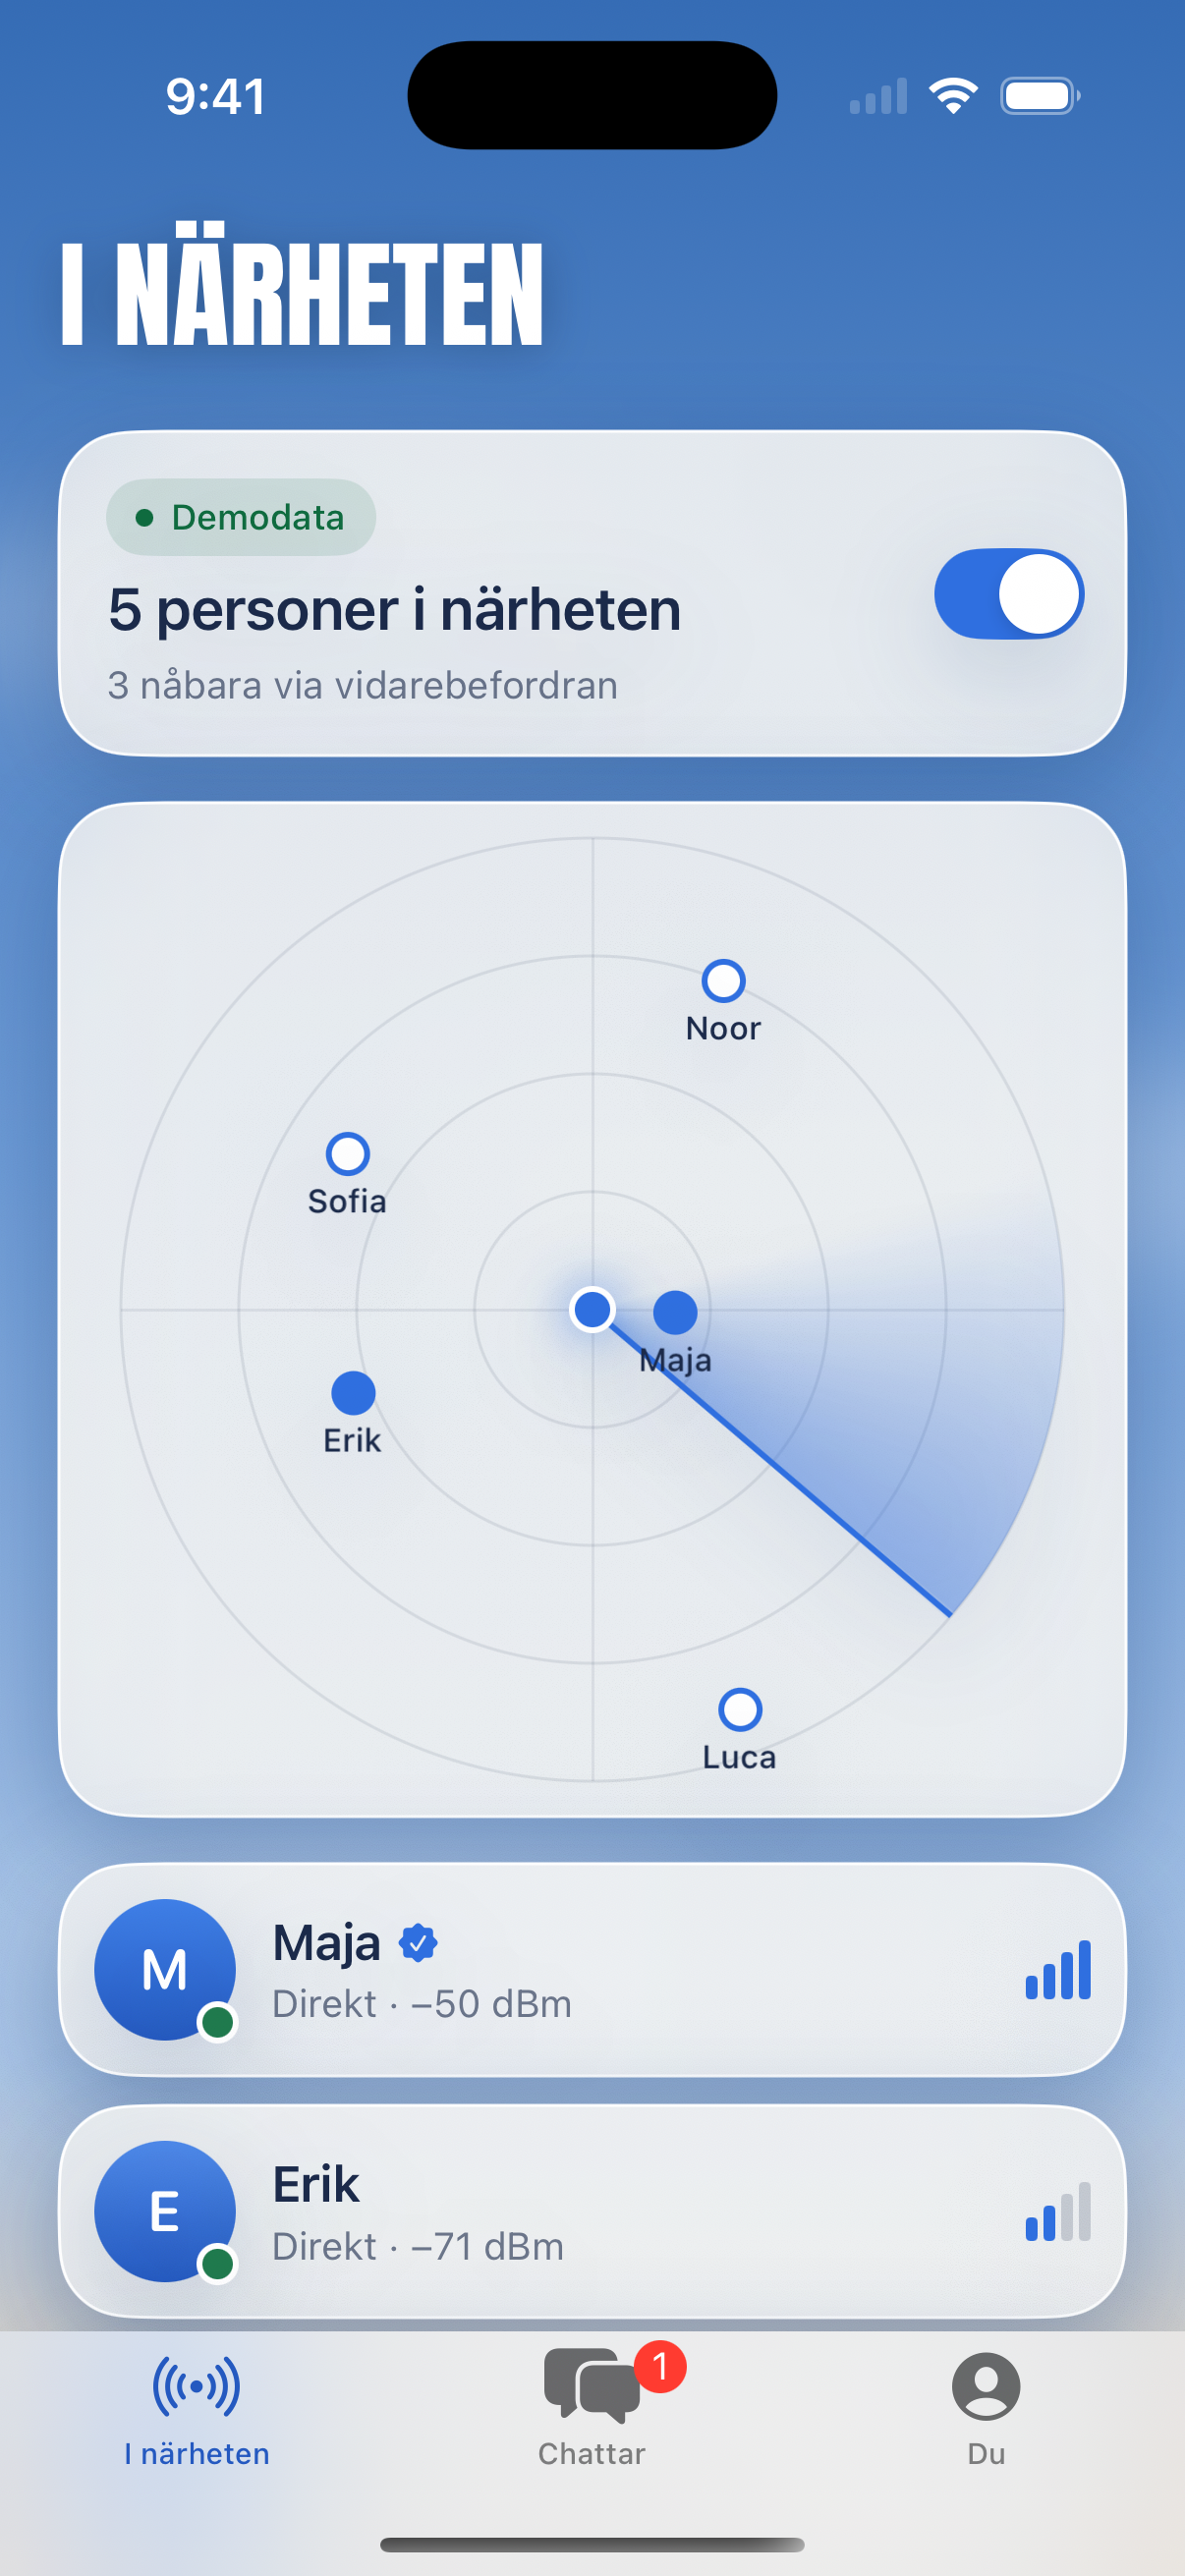 9:41
I NÄRHETEN
Demodata
5 personer i närheten
3 nåbara via vidarebefordran
Noor
Sofia
Maja
Erik
Luca
M
Maja
Direkt · –50 dBm
E
Erik
Direkt · –71 dBm
1
I närheten
Chattar
Du